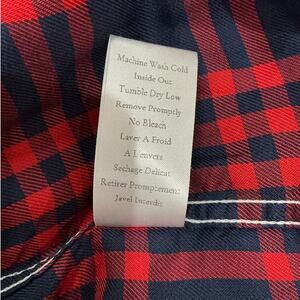 Machine Wash Cold
Inside Out
Tumble Dry Low
Remove Promptly
No Bleach
Laver A Froid
A L'envers
Sechage Delicat
Retirer Promptement
Javel Interdit